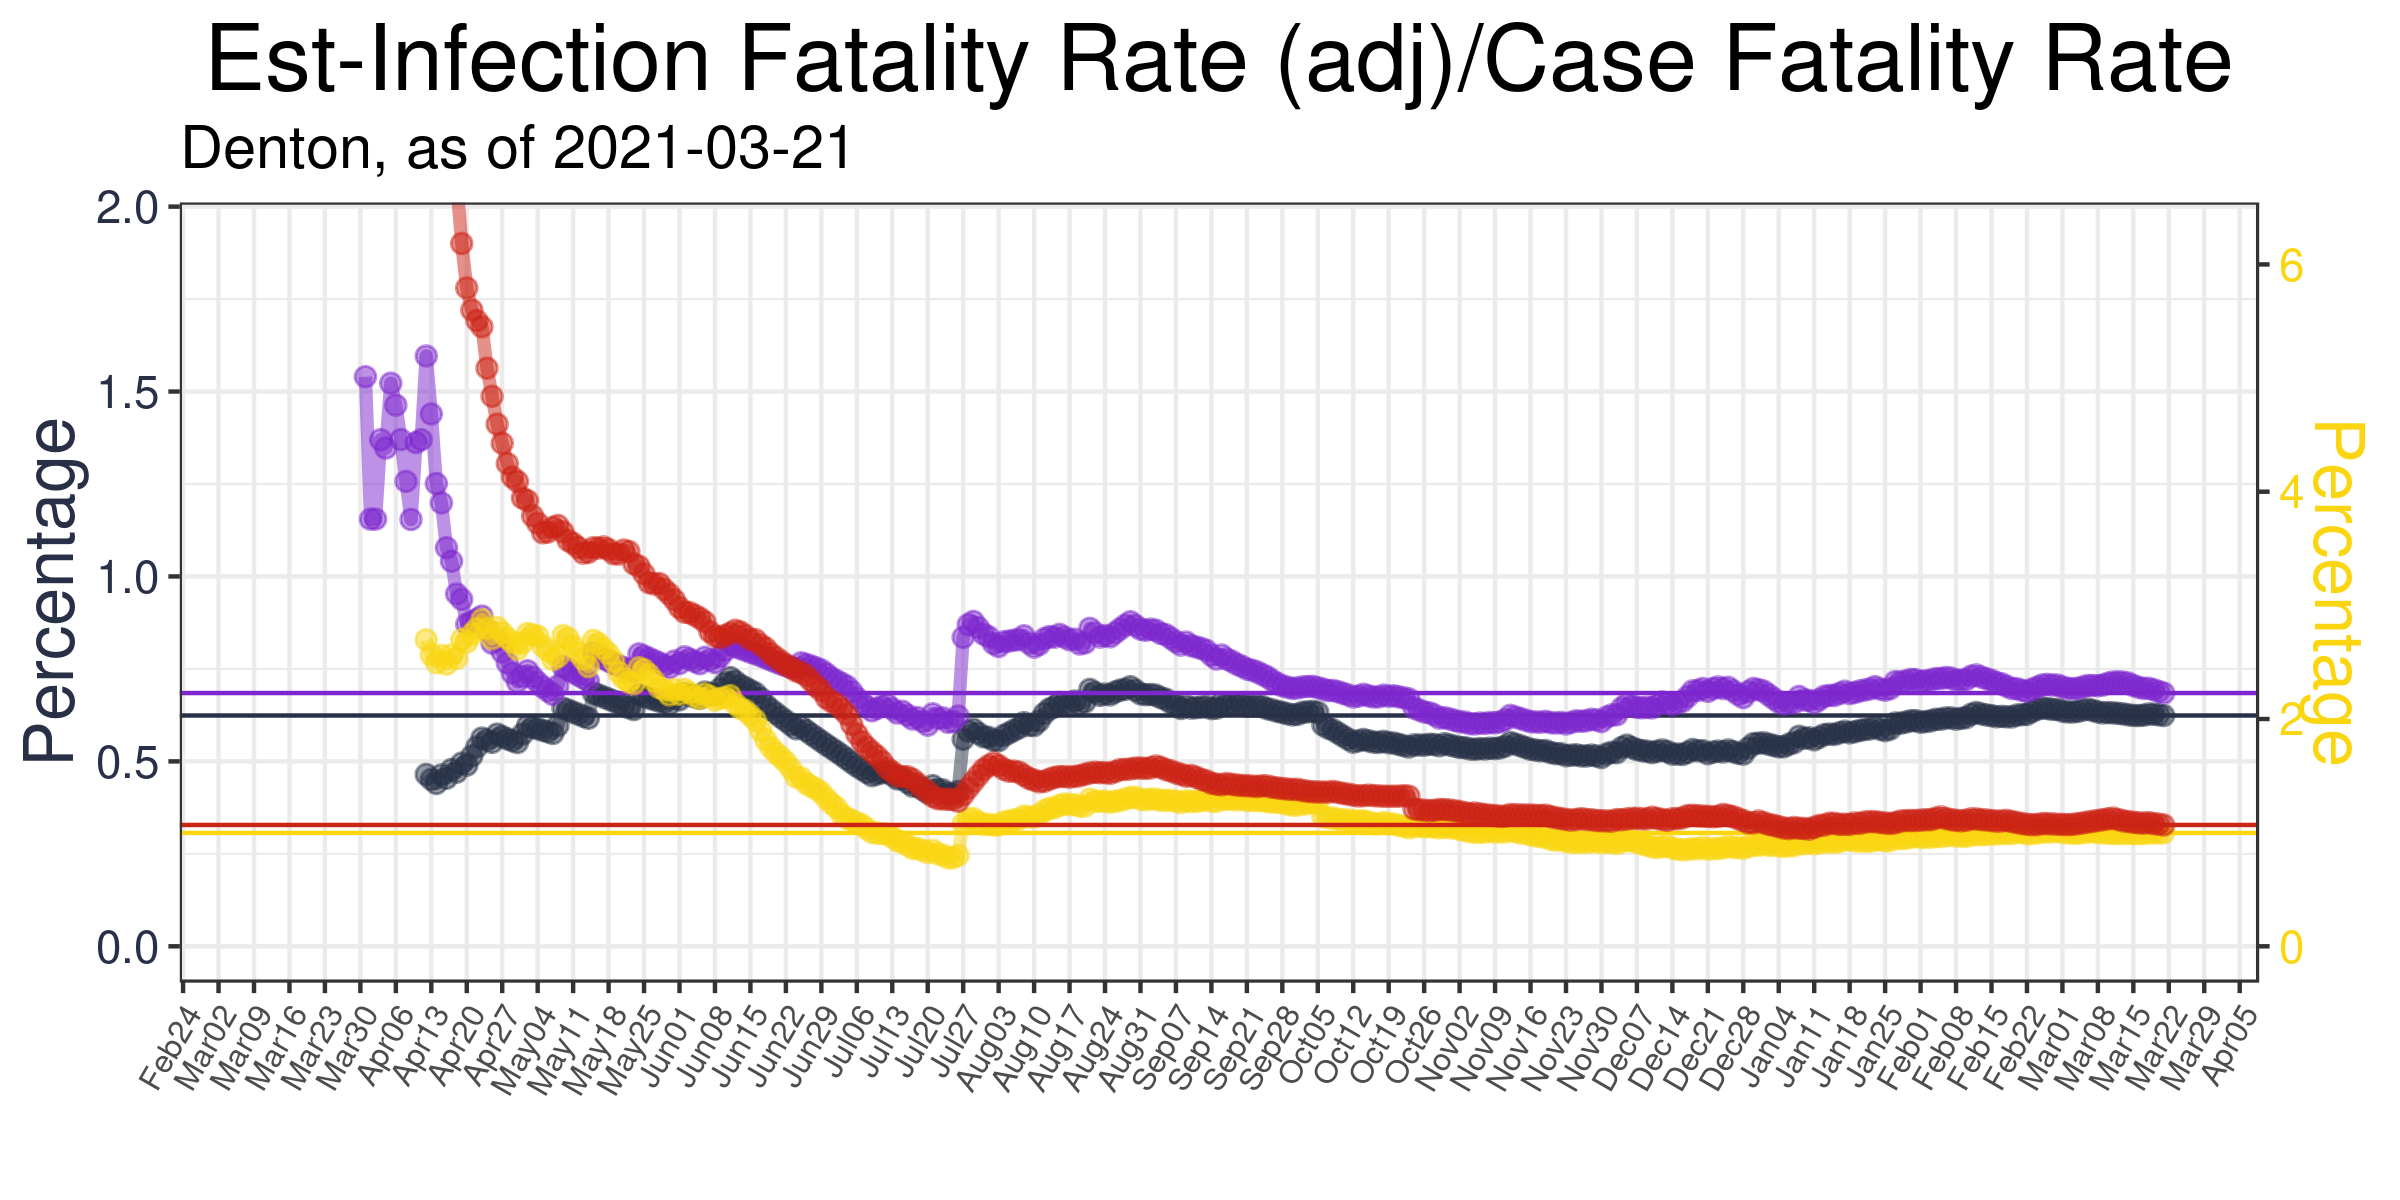 Est-Infection Fatality Rate (adj)/Case Fatality Rate
Denton, as of 2021-03-21
Percentage
2.0
1.5
1.0
0.5
0.0
6
4
2
0
Percentage
Feb24
Mar02
Mar09
Mar16
Mar23
Mar30
Apr06
Apr13
Apr20
Apr27
May04
May11
May18
May25
Jun01
Jun08
Jun15
Jun22
Jun29
Jul06
Jul13
Jul20
Jul27
Aug03
Aug10
Aug17
Aug24
Aug31
Sep07
Sep14
Sep21
Sep28
Oct05
Oct12
Oct19
Oct26
Nov02
Nov09
Nov16
Nov23
Nov30
Dec07
Dec14
Dec21
Dec28
Jan04
Jan11
Jan18
Jan25
Feb01
Feb08
Feb15
Feb22
Mar01
Mar08
Mar15
Mar22
Mar29
Apr05